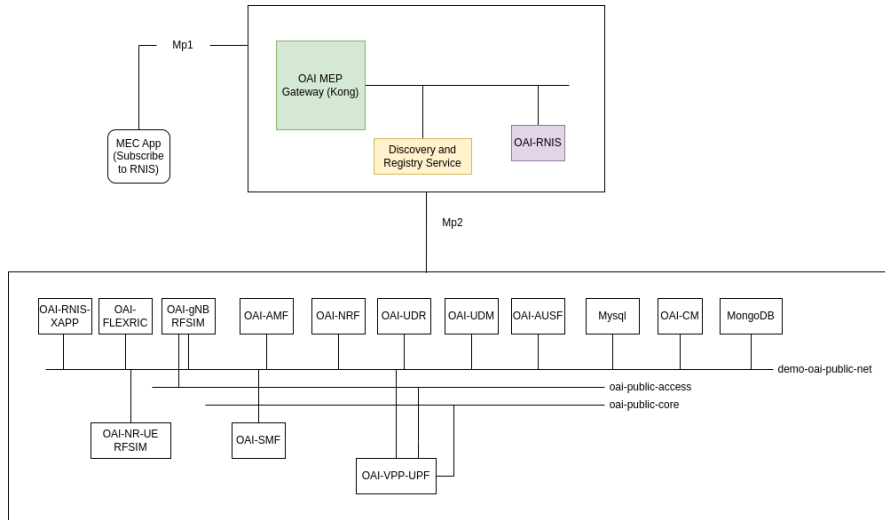 Mp1
OAI MEP
Gateway (Kong)
MEC App
(Subscribe
to RNIS)
Discovery and
Registry Service
OAI-RNIS
Mp2
OAI-RNIS-
XAPP
OAI-
FLEXRIC
OAI-gNB
RFSIM
OAI-AMF
OAI-NRF
OAI-UDR
OAI-UDM
OAI-AUSF
Mysql
OAI-CM
MongoDB
demo-oai-public-net
oai-public-access
oai-public-core
OAI-NR-UE
RFSIM
OAI-SMF
OAI-VPP-UPF